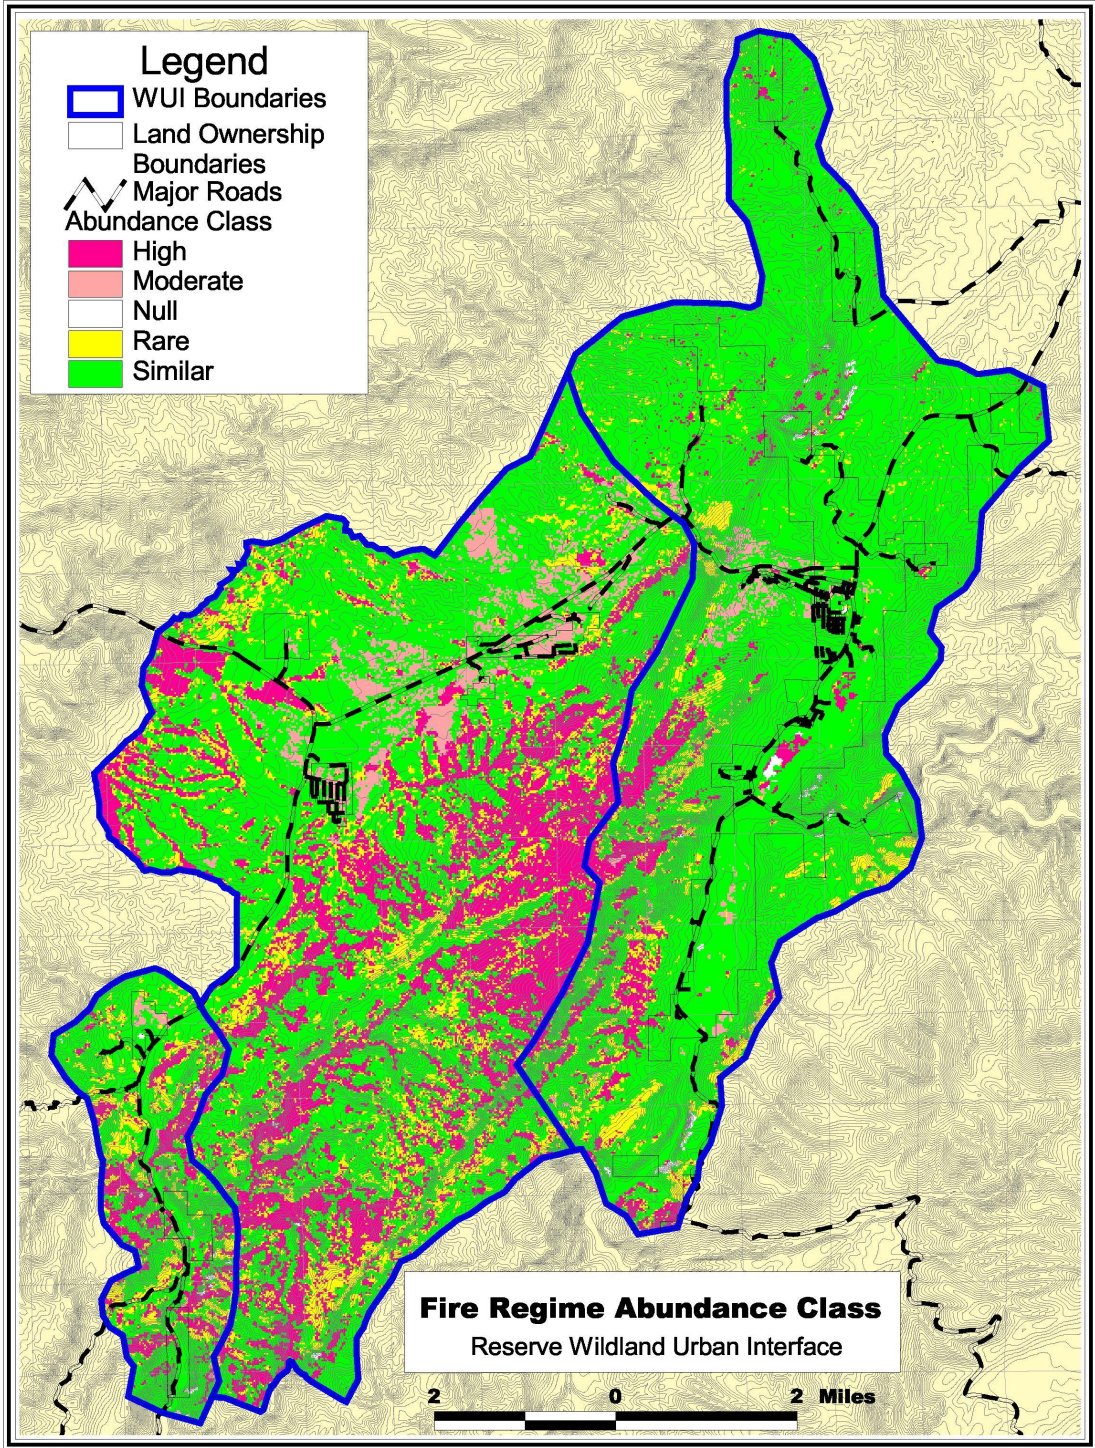 Legend
WUI Boundaries
Land Ownership
Boundaries
Major Roads
Abundance Class
High
Moderate
Null
Rare
Similar
Fire Regime Abundance Class
Reserve Wildland Urban Interface
2 0 2 Miles